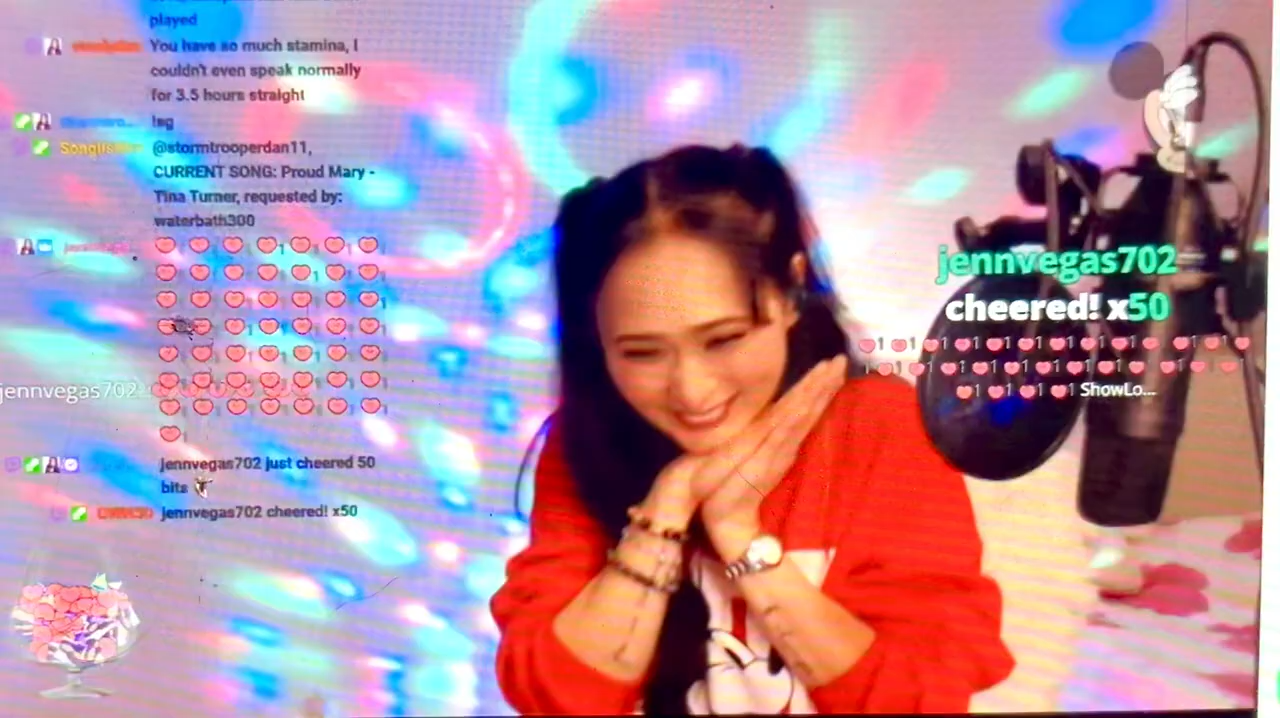 played
You have so much stamina, I
couldn't even speak normally
for 3.5 hours straight
!sg
@stormtrooperdan11,
CURRENT SONG: Proud Mary -
Tina Turner, requested by:
waterbath300
jennvegas702
jennvegas702 just cheered 50
bits
jennvegas702 cheered! x50
jennvegas702
cheered! x50
ShowLo...